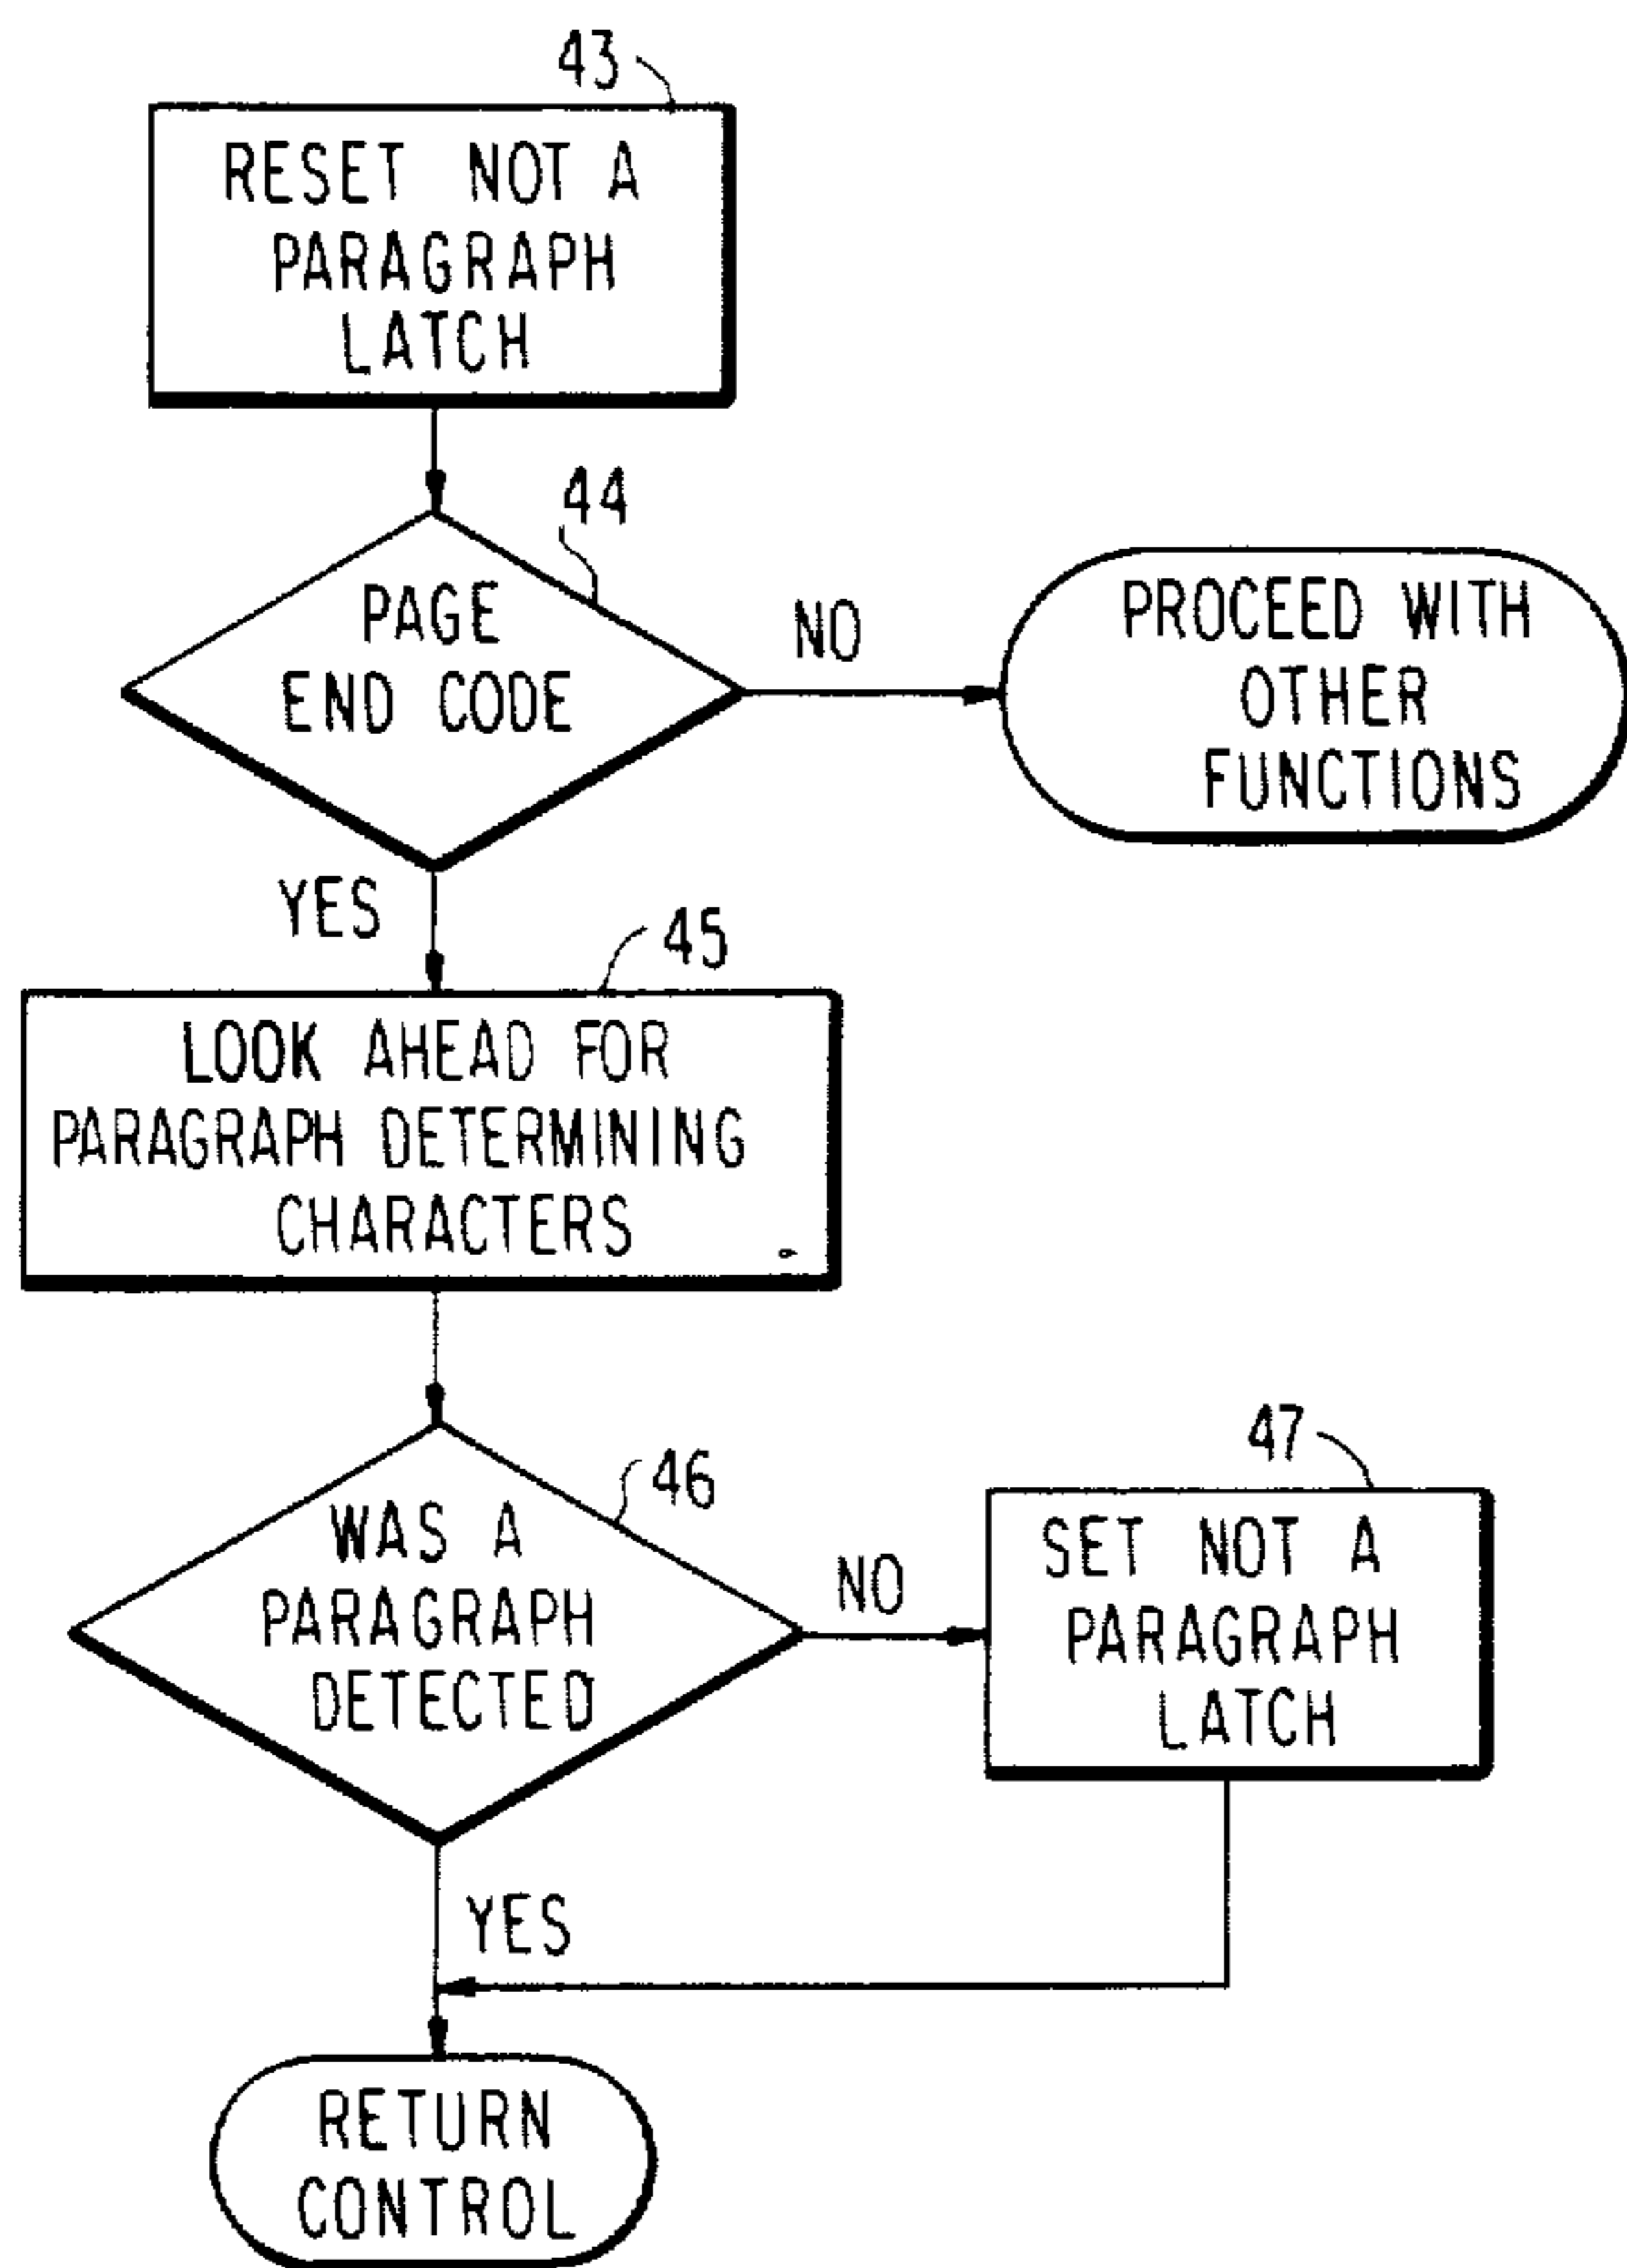 43
RESET NOT A
PARAGRAPH
LATCH
44
PAGE
END CODE
NO
PROCEED WITH
OTHER
FUNCTIONS
YES
45
LOOK AHEAD FOR
PARAGRAPH DETERMINING
CHARACTERS
46
WAS A
PARAGRAPH
DETECTED
NO
47
SET NOT A
PARAGRAPH
LATCH
YES
RETURN
CONTROL